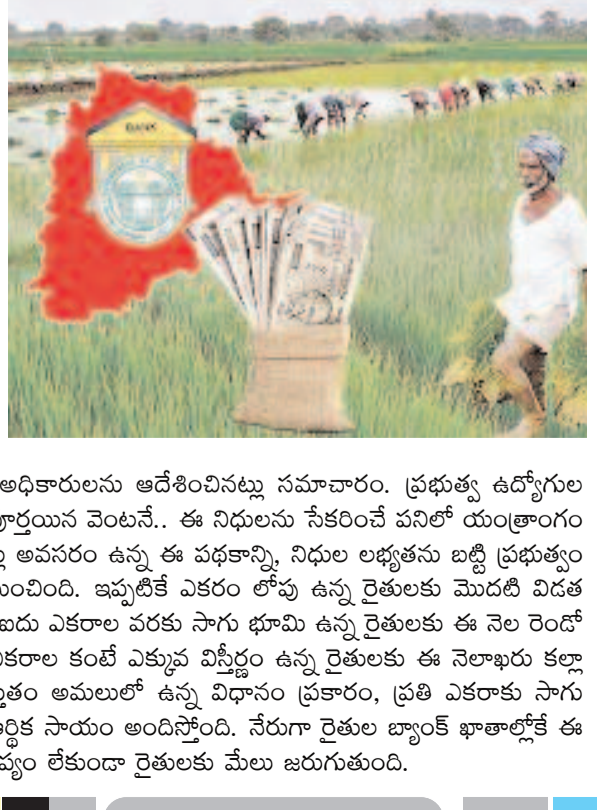 BANK
అధికారులను ఆదేశించినట్లు సమాచారం. ప్రభుత్వ ఉద్యోగుల
వెంటనే.. ఈ నిధులను సేకరించే పనిలో యంత్రాంగం
అవసరం ఉన్న ఈ పథకాన్ని, నిధుల లభ్యతను బట్టి ప్రభుత్వం
ఇప్పటికే ఎకరం లోపు ఉన్న రైతులకు మొదటి విడత
ఐదు ఎకరాల వరకు సాగు భూమి ఉన్న రైతులకు ఈ నెల రెండో
కంటే ఎక్కువ విస్తీర్ణం ఉన్న రైతులకు ఈ నెలాఖరు కల్లా
అమలులో ఉన్న విధానం ప్రకారం, ప్రతి ఎకరాకు సాగు
సాయం అందిస్తోంది. నేరుగా రైతుల బ్యాంక్ ఖాతాల్లోకే ఈ
లేకుండా రైతులకు మేలు జరుగుతుంది.